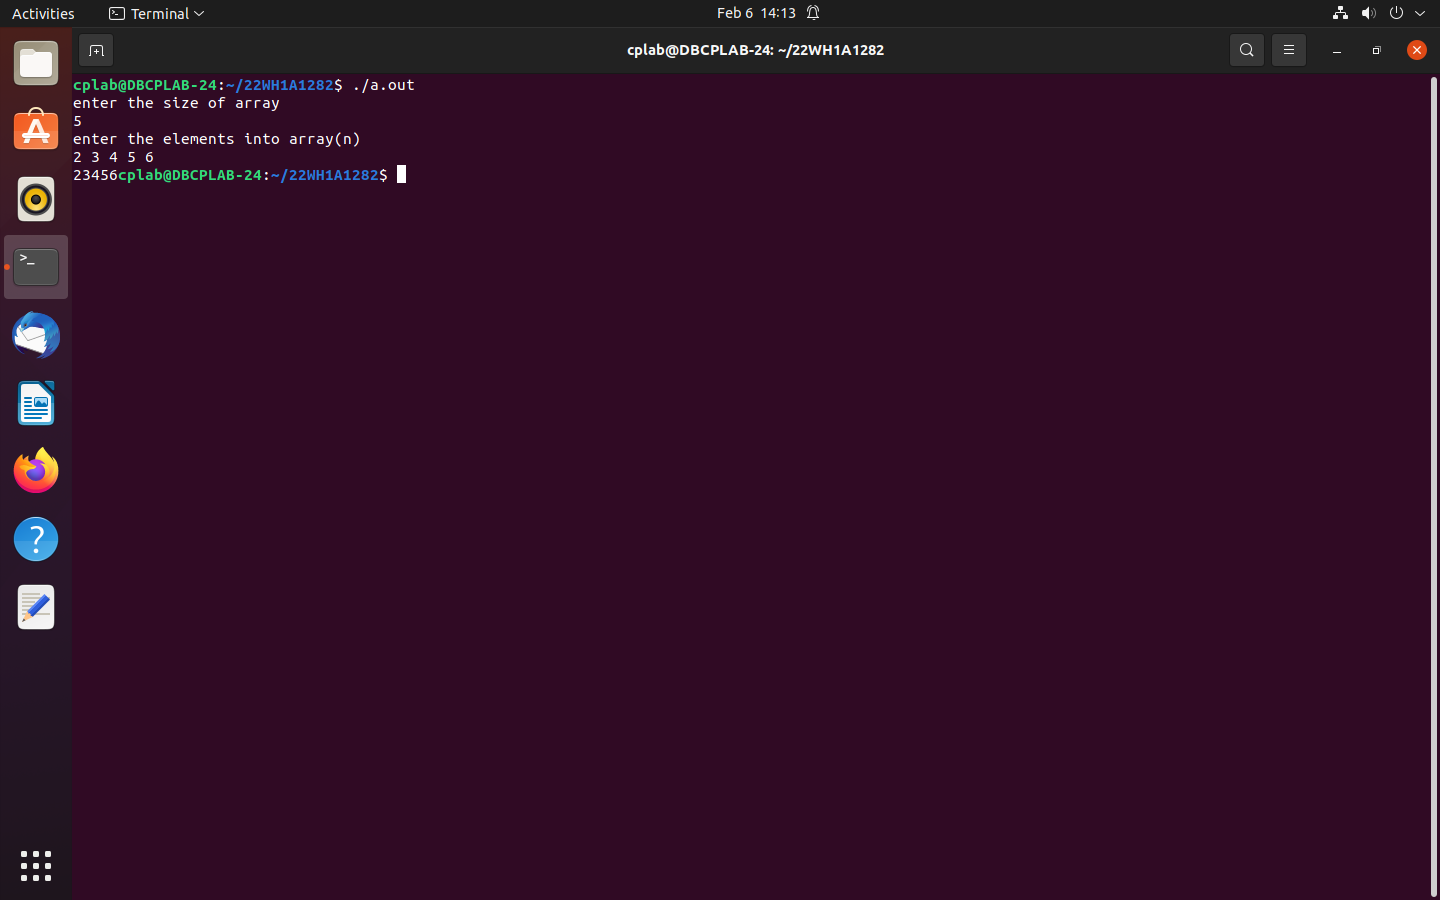 Activities Terminal Feb 6 14:13
cplab@DBCPLAB-24: ~/22WH1A1282
cplab@DBCPLAB-24:~/22WH1A1282$ ./a.out
enter the size of array
5
enter the elements into array(n)
2 3 4 5 6
23456cplab@DBCPLAB-24:~/22WH1A1282$